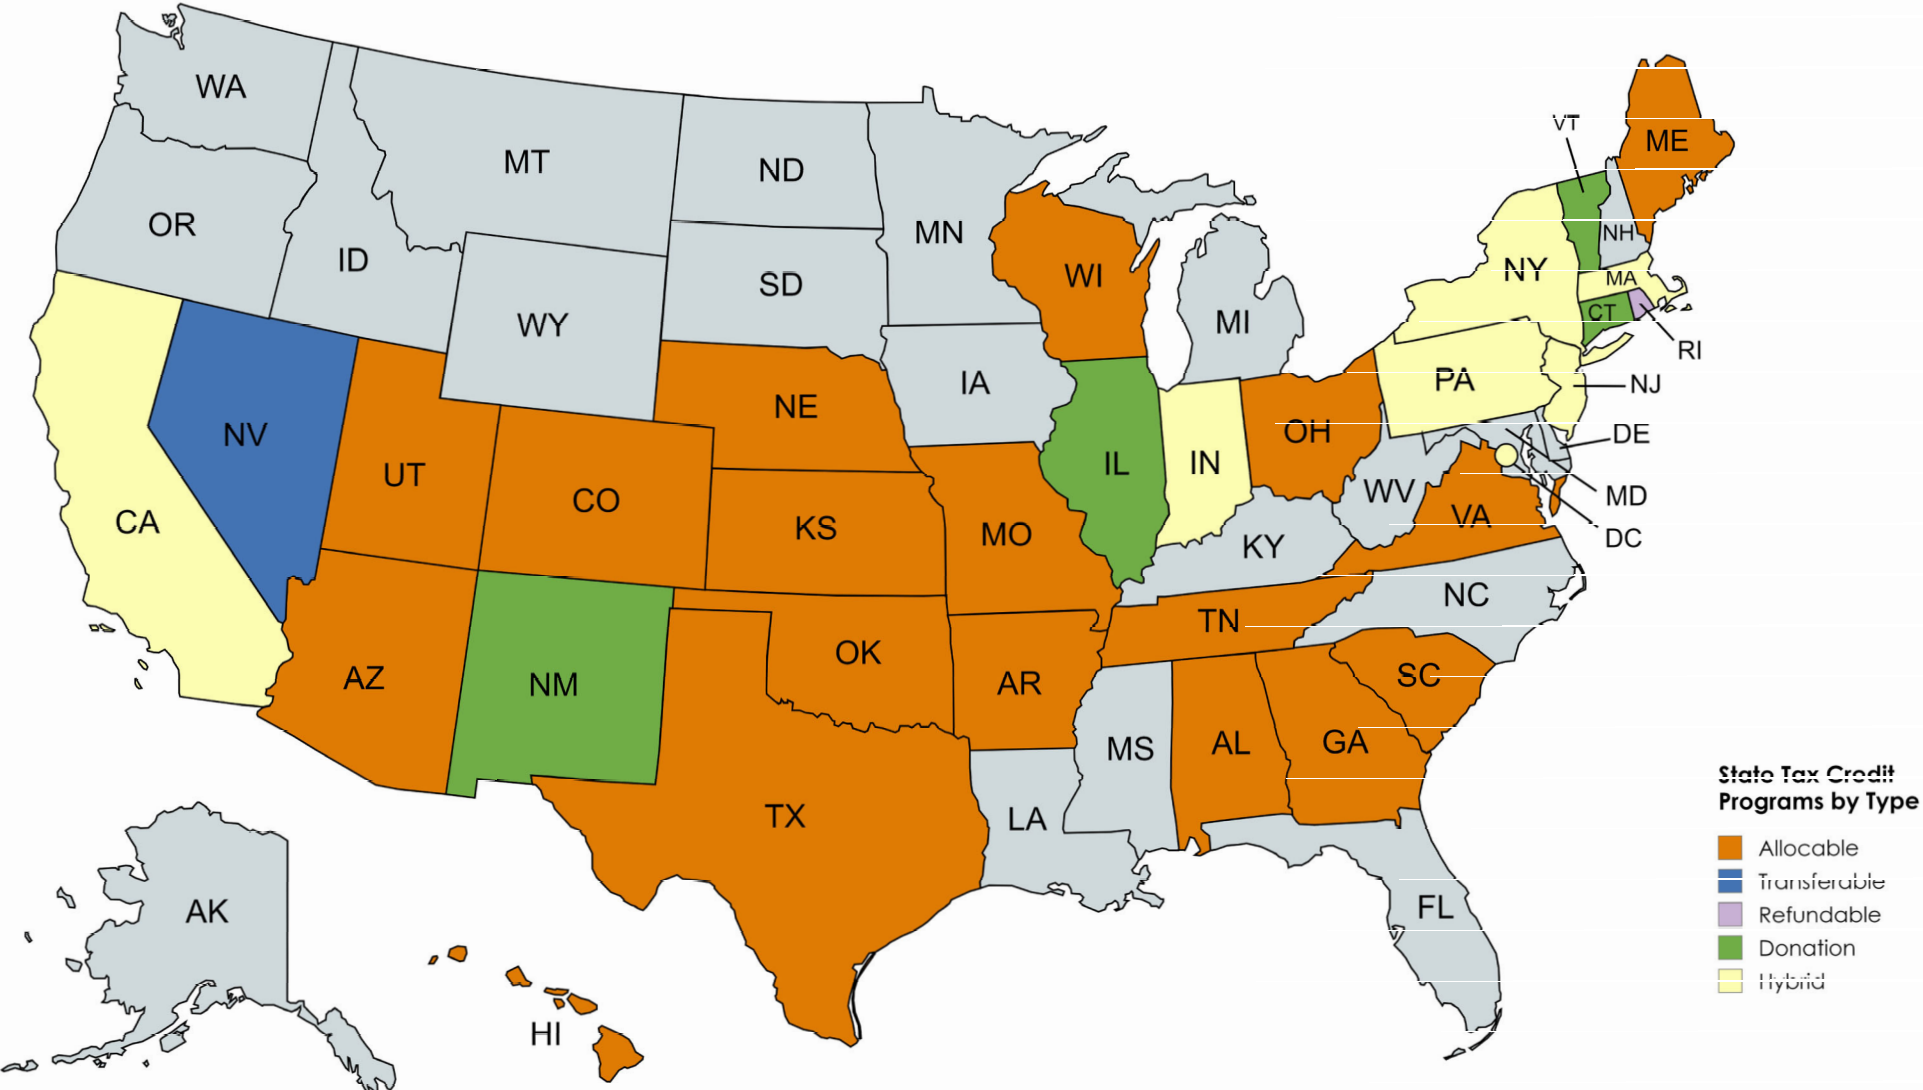 WA
MT
ND
MN
OR
ID
SD
WY
WI
MI
ME
VT
NH
NY
MA
CT
RI
IA
NE
PA
NJ
NV
UT
CO
IL
IN
OH
DE
CA
KS
MO
WV
VA
MD
DC
KY
NC
TN
AZ
NM
OK
AR
SC
MS
AL
GA
TX
LA
FL
AK
HI
State Tax Credit
Programs by Type
Allocable
Transferable
Refundable
Donation
Hybrid